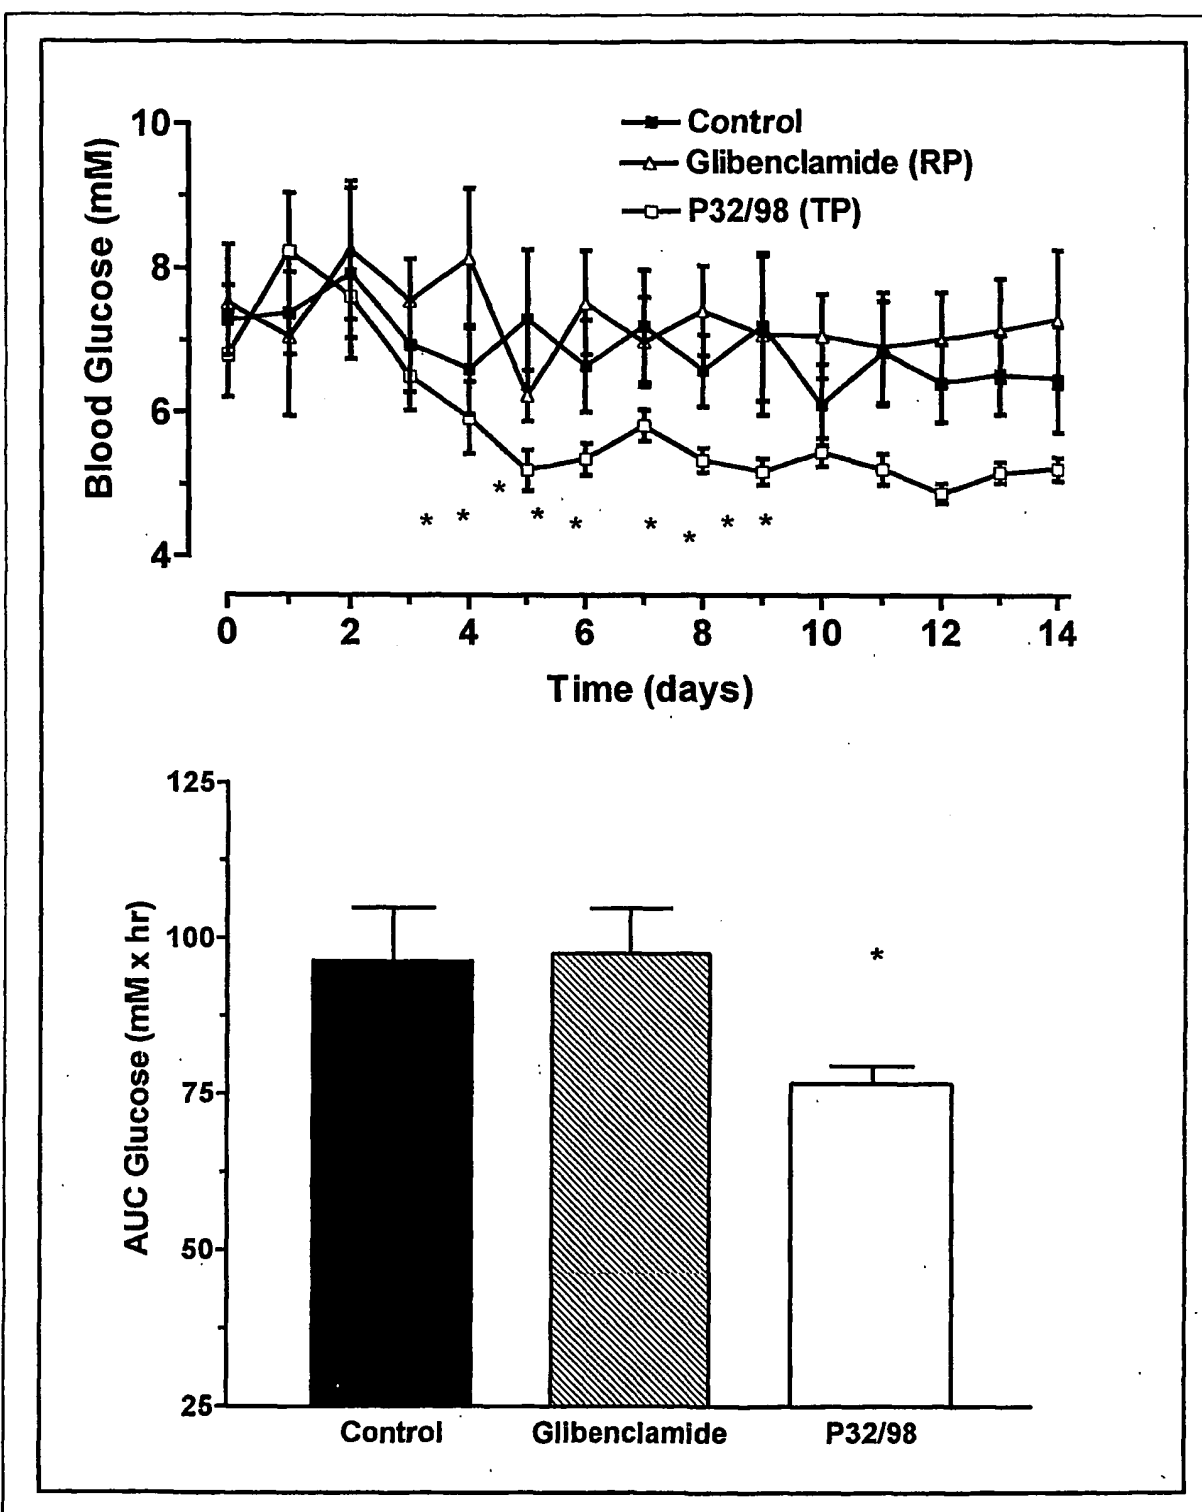 10
8
6
4
Blood Glucose (mM)
Control
Glibenclamide (RP)
P32/98 (TP)
*
* * * * * * *
*
0 2 4 6 8 10 12 14
Time (days)
125
100
75
50
25
AUC Glucose (mM x hr)
*
Control Glibenclamide P32/98